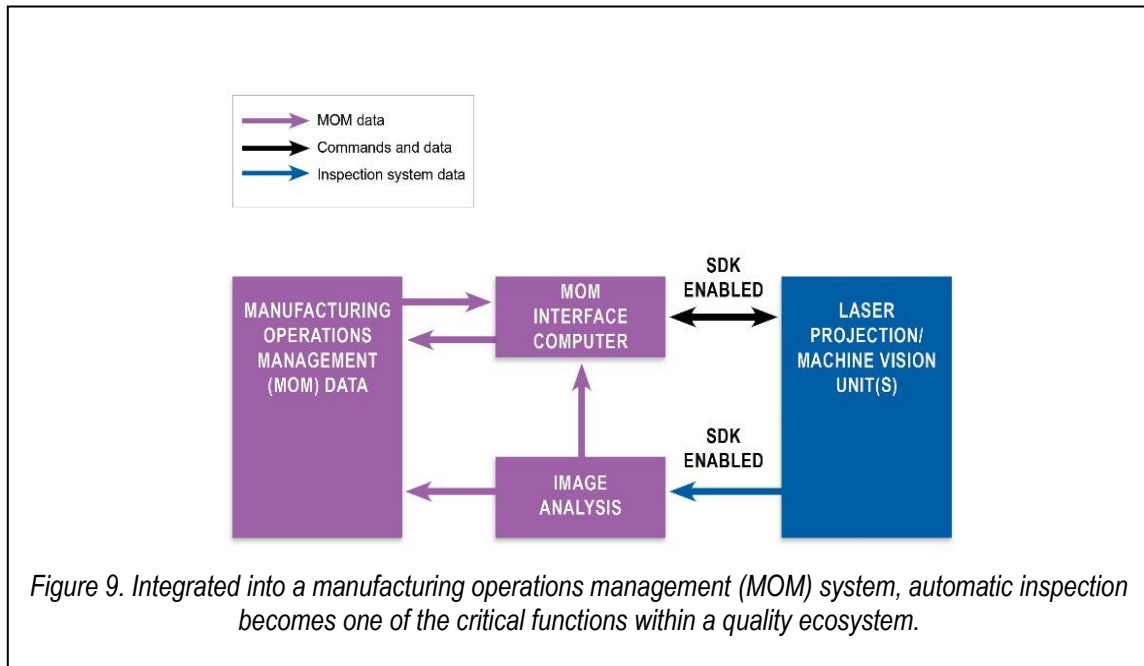 MOM data
Commands and data
Inspection system data
MANUFACTURING
OPERATIONS
MANAGEMENT
(MOM) DATA
MOM
INTERFACE
COMPUTER
SDK
ENABLED
LASER
PROJECTION/
MACHINE VISION
UNIT(S)
IMAGE
ANALYSIS
SDK
ENABLED
Figure 9. Integrated into a manufacturing operations management (MOM) system, automatic inspection
becomes one of the critical functions within a quality ecosystem.